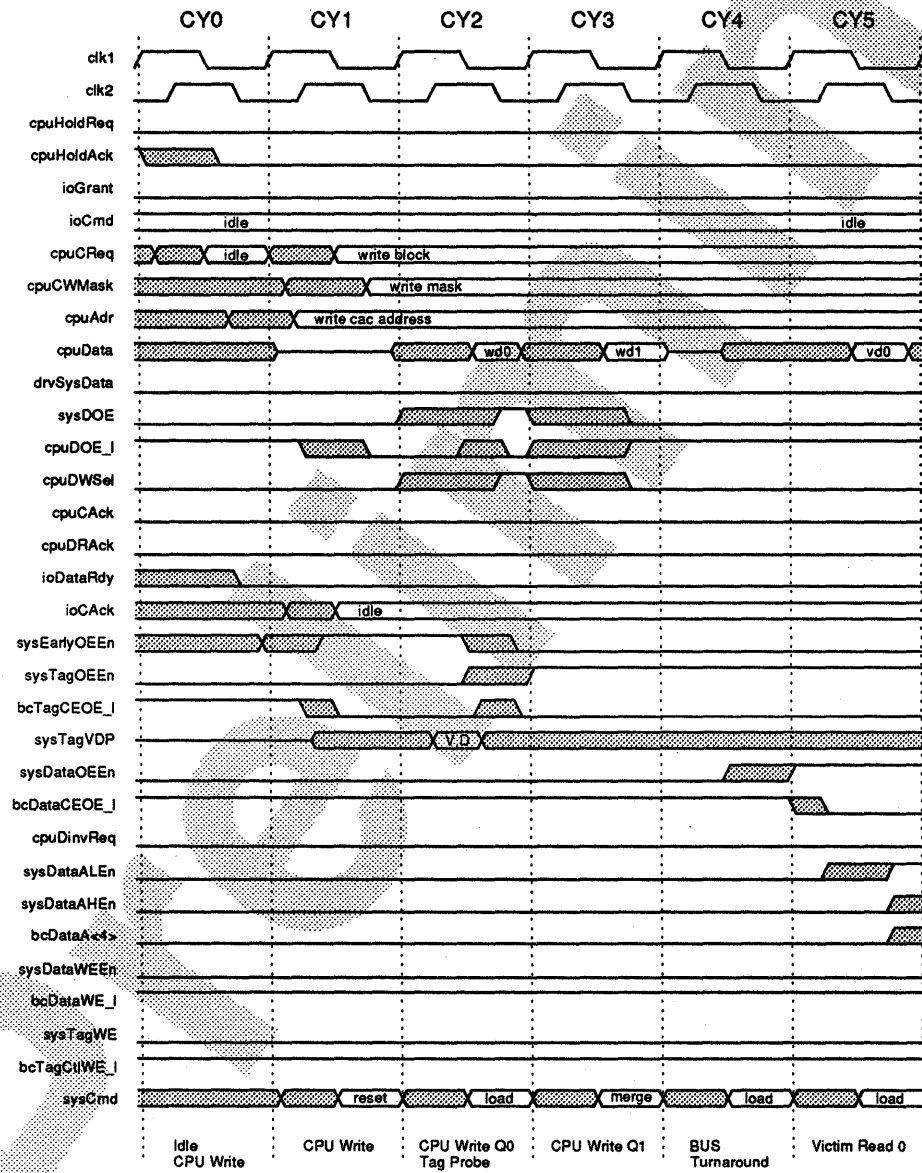 CY0 CY1 CY2 CY3 CY4 CY5
clk1
clk2
cpuHoldReq
cpuHoldAck
ioGrant
ioCmd idle idle
cpuCReq idle write block
cpuCWMask write mask
cpuAdr write cac address
cpuData wd0 wd1 vd0
drvSysData
sysDOE
cpuDOE_l
cpuDWSel
cpuCAck
cpuDRAck
ioDataRdy
ioCAck idle
sysEarlyOEEn
sysTagOEEn
bcTagCEOE_l
sysTagVDP V D
sysDataOEEn
bcDataCEOE_l
cpuDinvReq
sysDataALEn
sysDataAHEn
bcDataA<4>
sysDataWEEn
bcDataWE_l
sysTagWE
bcTagCtlWE_l
sysCmd reset load merge load load
Idle CPU Write CPU Write Q0 CPU Write Q1 BUS Victim Read 0
CPU Write Tag Probe Turnaround